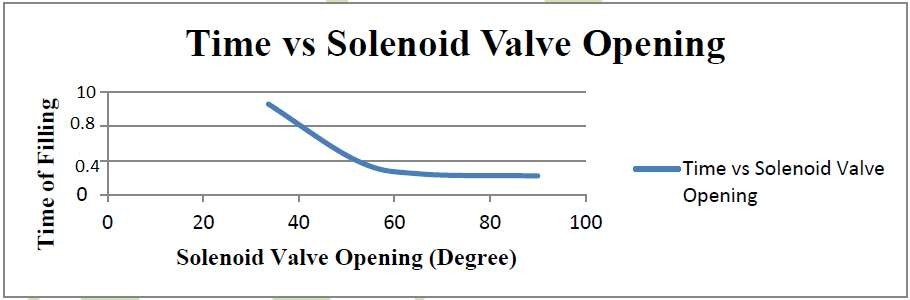 Time vs Solenoid Valve Opening
Time of Filling
10
0.8
0.4
0
0 20 40 60 80 100
Solenoid Valve Opening (Degree)
Time vs Solenoid Valve
Opening